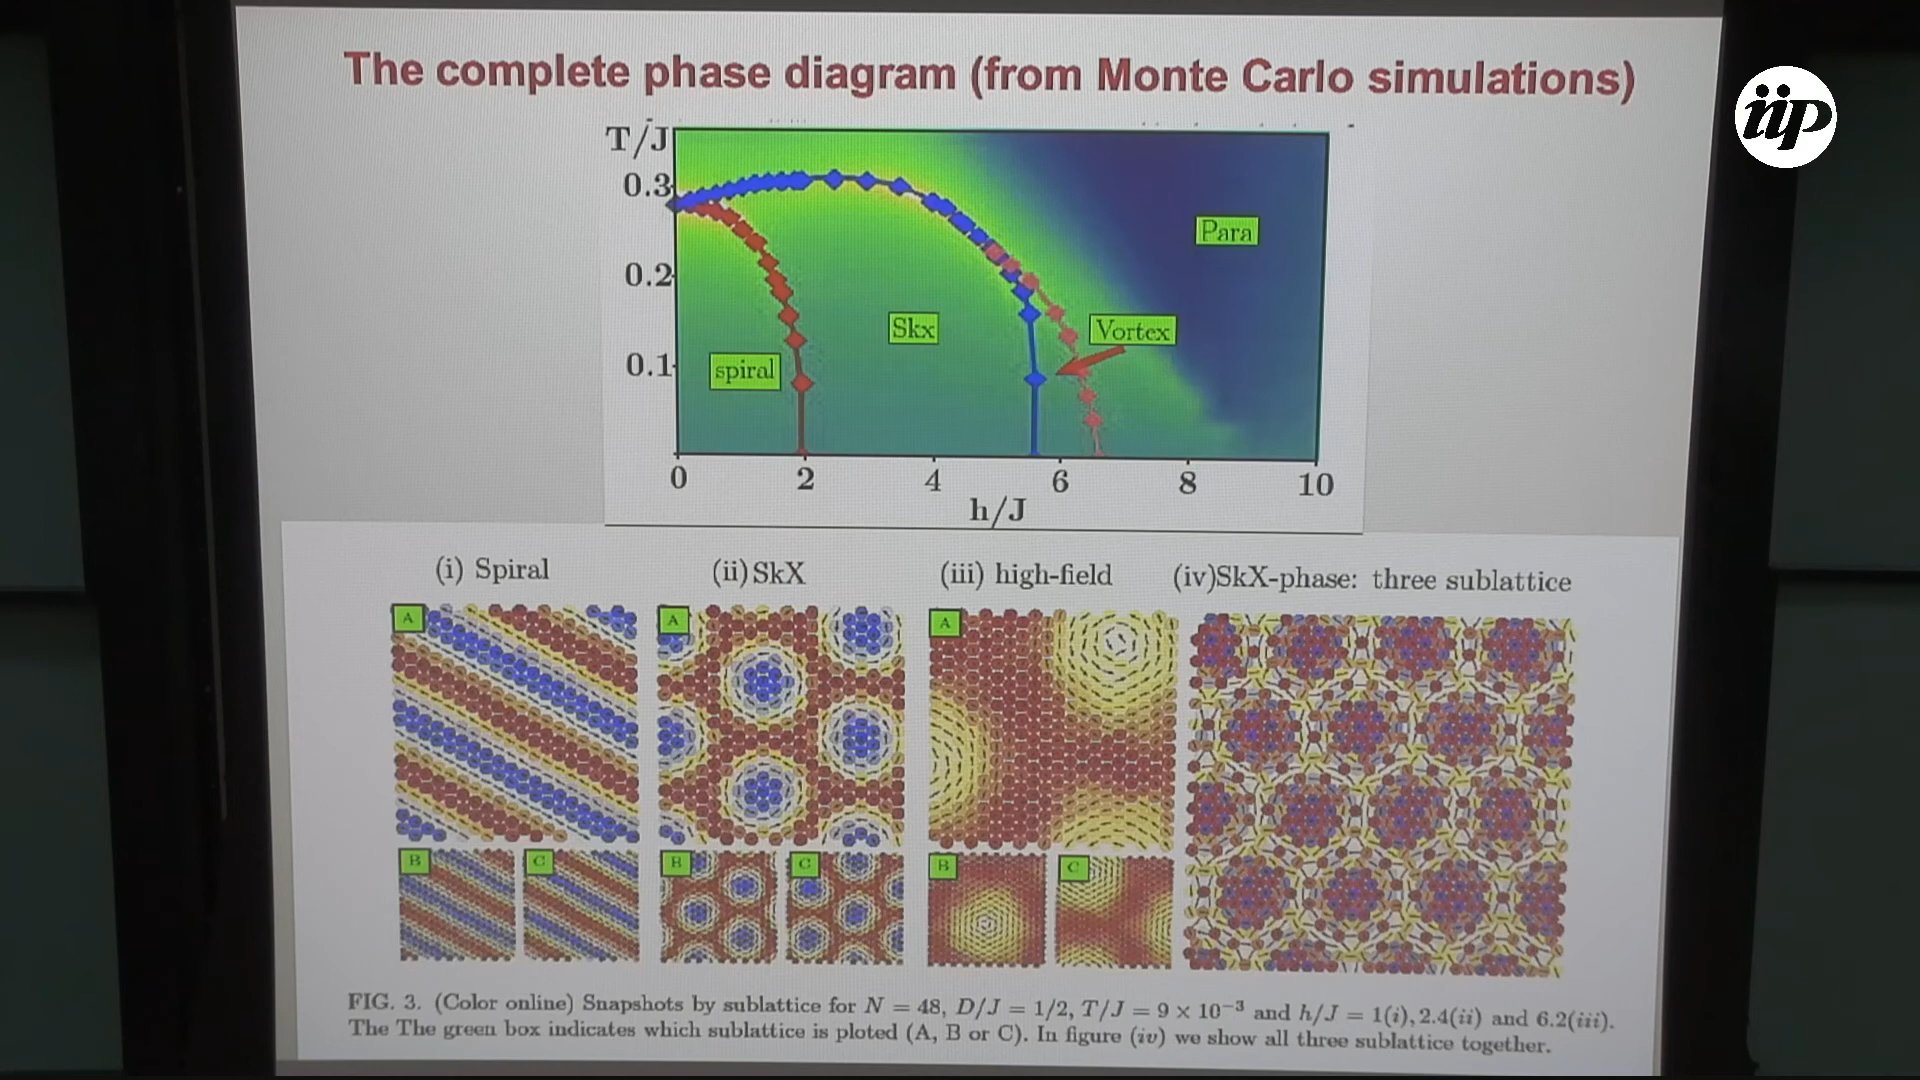 The complete phase diagram (from Monte Carlo simulations)
iip
T/J
0.3
0.2
0.1
Para
Skx
Vortex
spiral
0 2 4 6 8 10
h/J
(i) Spiral (ii) SkX (iii) high-field (iv)SkX-phase: three sublattice
A A A
B C B C B C
FIG. 3. (Color online) Snapshots by sublattice for N = 48, D/J = 1/2, T/J = 9 × 10⁻³ and h/J = 1(i), 2.4(ii) and 6.2(iii).
The The green box indicates which sublattice is ploted (A, B or C). In figure (iv) we show all three sublattice together.